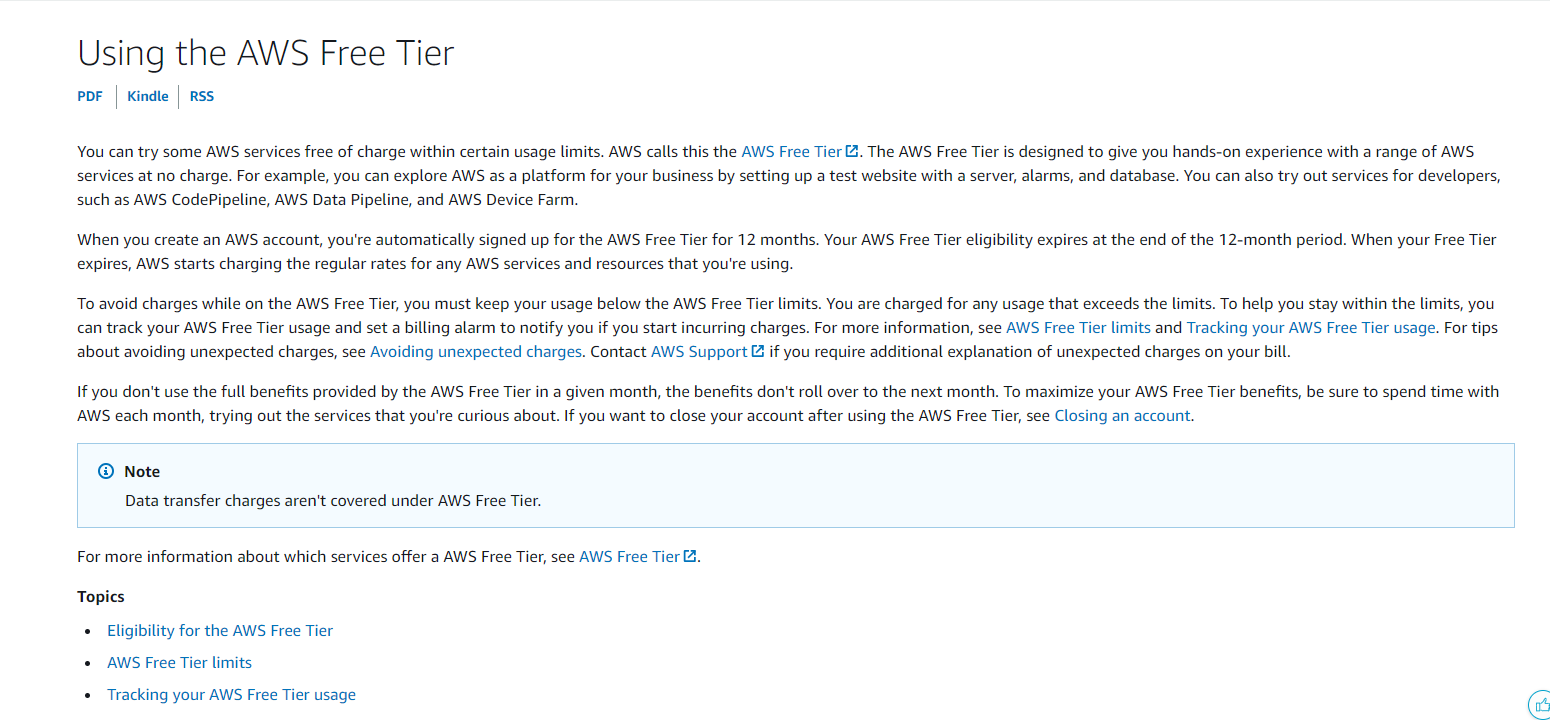 Using the AWS Free Tier
PDF Kindle RSS
You can try some AWS services free of charge within certain usage limits. AWS calls this the AWS Free Tier. The AWS Free Tier is designed to give you hands-on experience with a range of AWS
services at no charge. For example, you can explore AWS as a platform for your business by setting up a test website with a server, alarms, and database. You can also try out services for developers,
such as AWS CodePipeline, AWS Data Pipeline, and AWS Device Farm.
When you create an AWS account, you're automatically signed up for the AWS Free Tier for 12 months. Your AWS Free Tier eligibility expires at the end of the 12-month period. When your Free Tier
expires, AWS starts charging the regular rates for any AWS services and resources that you're using.
To avoid charges while on the AWS Free Tier, you must keep your usage below the AWS Free Tier limits. You are charged for any usage that exceeds the limits. To help you stay within the limits, you
can track your AWS Free Tier usage and set a billing alarm to notify you if you start incurring charges. For more information, see AWS Free Tier limits and Tracking your AWS Free Tier usage. For tips
about avoiding unexpected charges, see Avoiding unexpected charges. Contact AWS Support if you require additional explanation of unexpected charges on your bill.
If you don't use the full benefits provided by the AWS Free Tier in a given month, the benefits don't roll over to the next month. To maximize your AWS Free Tier benefits, be sure to spend time with
AWS each month, trying out the services that you're curious about. If you want to close your account after using the AWS Free Tier, see Closing an account.
Note
Data transfer charges aren't covered under AWS Free Tier.
For more information about which services offer a AWS Free Tier, see AWS Free Tier.
Topics
• Eligibility for the AWS Free Tier
• AWS Free Tier limits
• Tracking your AWS Free Tier usage